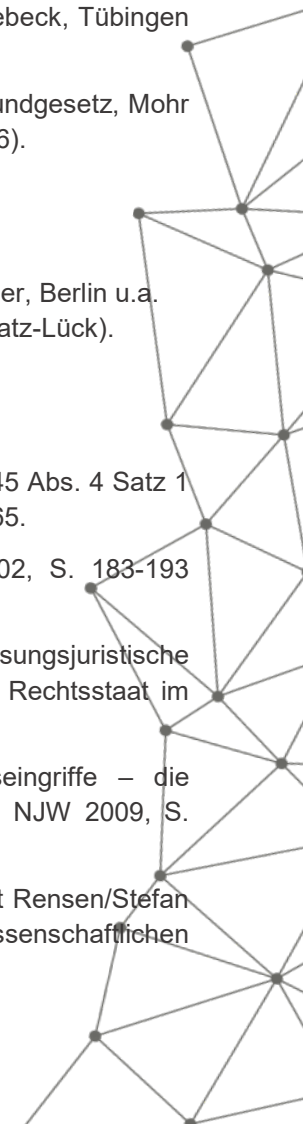 ebeck, Tübingen
undgesetz, Mohr
6).
er, Berlin u.a.
atz-Lück).
45 Abs. 4 Satz 1
65.
02, S. 183-193
sungsjuristische
Rechtsstaat im
seingriffe – die
NJW 2009, S.
t Rensen/Stefan
ssenschaftlichen